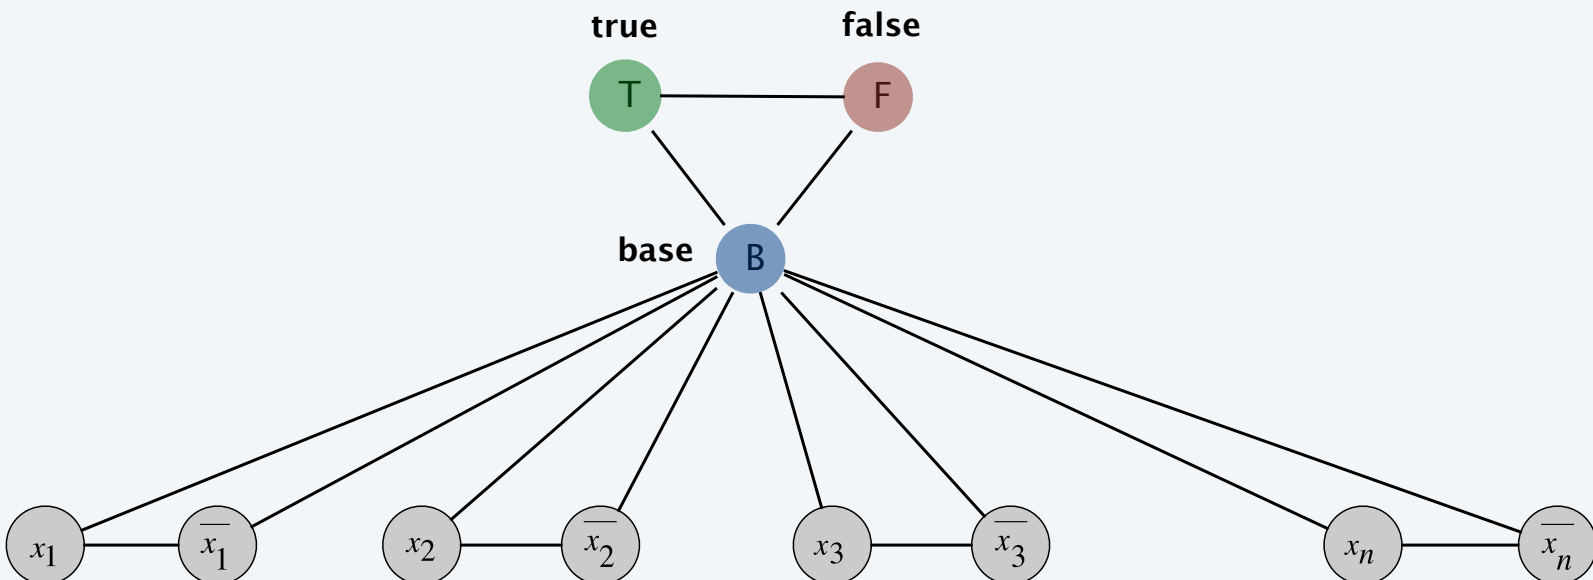 true false
T F
base B
x₁ x̄₁ x₂ x̄₂ x₃ x̄₃ xₙ x̄ₙ